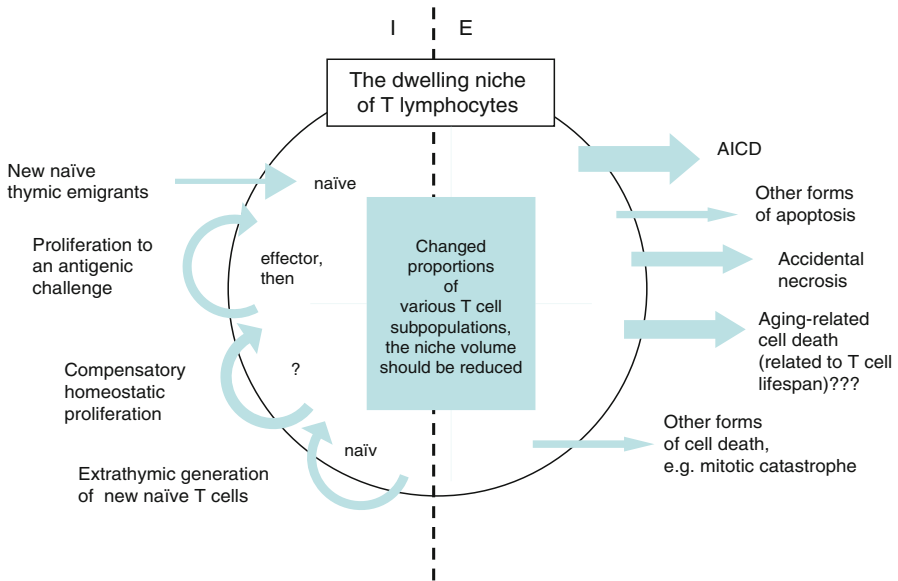 I E
The dwelling niche
of T lymphocytes
New naïve
thymic emigrants
naïve
Proliferation to
an antigenic
challenge
effector,
then
Compensatory
homeostatic
proliferation
?
Extrathymic generation
of new naïve T cells
naïv
Changed
proportions
of
various T cell
subpopulations,
the niche volume
should be reduced
AICD
Other forms
of apoptosis
Accidental
necrosis
Aging-related
cell death
(related to T cell
lifespan)???
Other forms
of cell death,
e.g. mitotic catastrophe